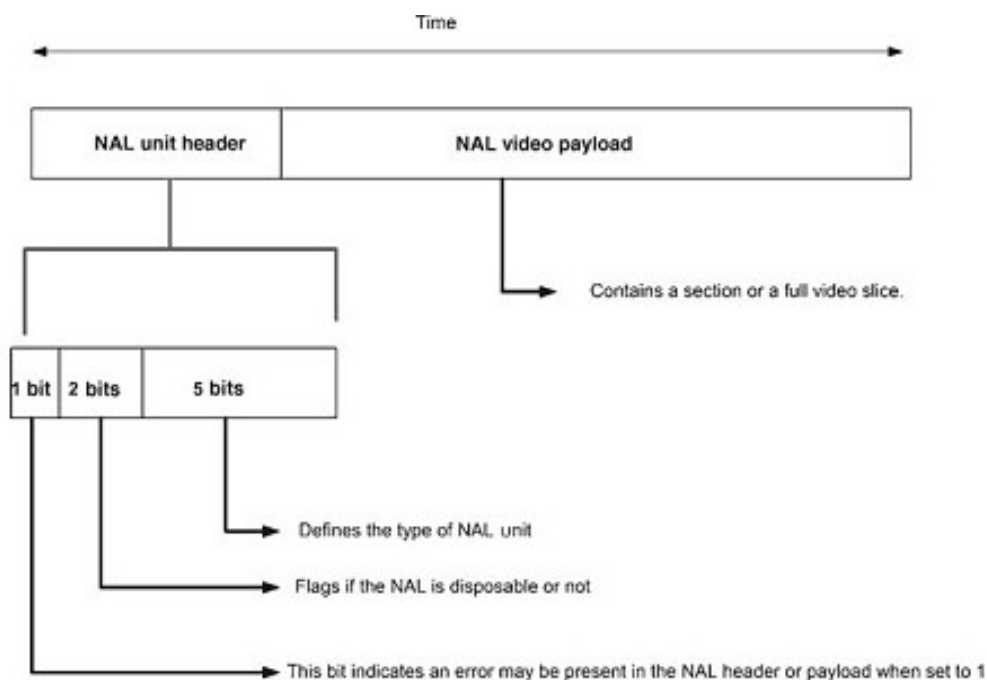 Time
NAL unit header
NAL video payload
Contains a section or a full video slice.
1 bit
2 bits
5 bits
Defines the type of NAL unit
Flags if the NAL is disposable or not
This bit indicates an error may be present in the NAL header or payload when set to 1